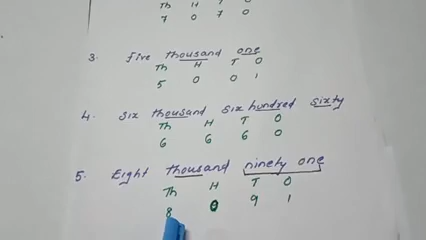 Th H T O
7 0 7 0
3. Five thousand one
Th H T O
5 0 0 1
4. Six thousand six hundred sixty
Th H T O
6 6 6 0
5. Eight thousand ninety one
Th H T O
8 0 9 1